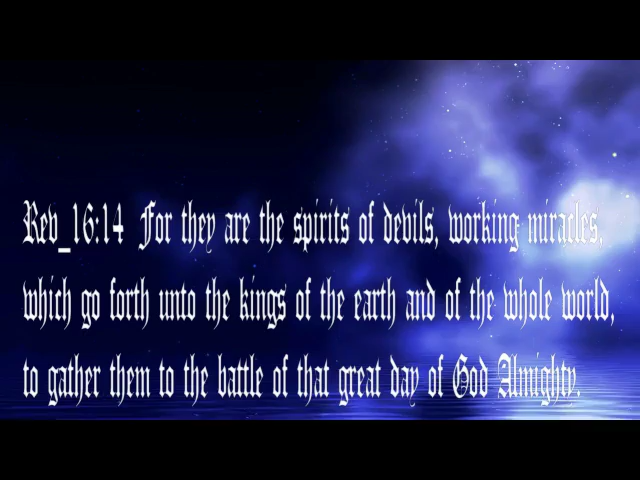 Rev_16:14 For they are the spirits of devils, working miracles,
which go forth unto the kings of the earth and of the whole world,
to gather them to the battle of that great day of God Almighty.